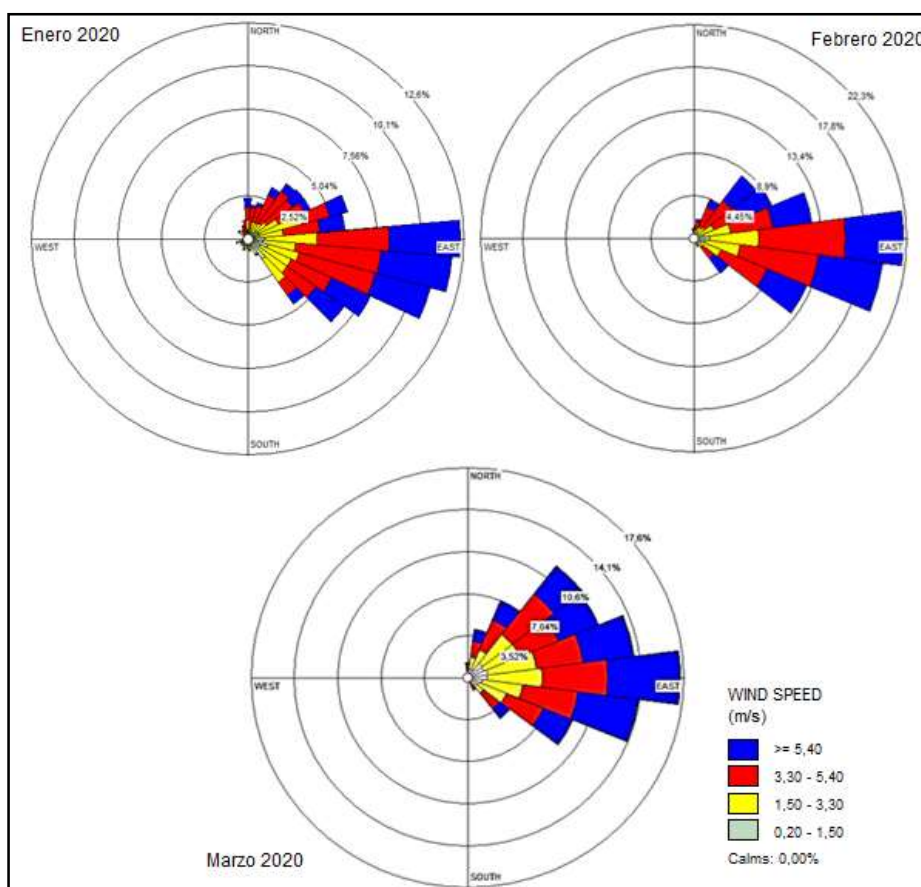 Enero 2020
NORTH
12,6%
10,1%
7,56%
5,04%
2,52%
WEST
EAST
SOUTH
Febrero 2020
NORTH
22,3%
17,8%
13,4%
8,9%
4,45%
WEST
EAST
SOUTH
NORTH
17,6%
14,1%
10,6%
7,04%
3,52%
WEST
EAST
SOUTH
Marzo 2020
WIND SPEED
(m/s)
>= 5,40
3,30 - 5,40
1,50 - 3,30
0,20 - 1,50
Calms: 0,00%